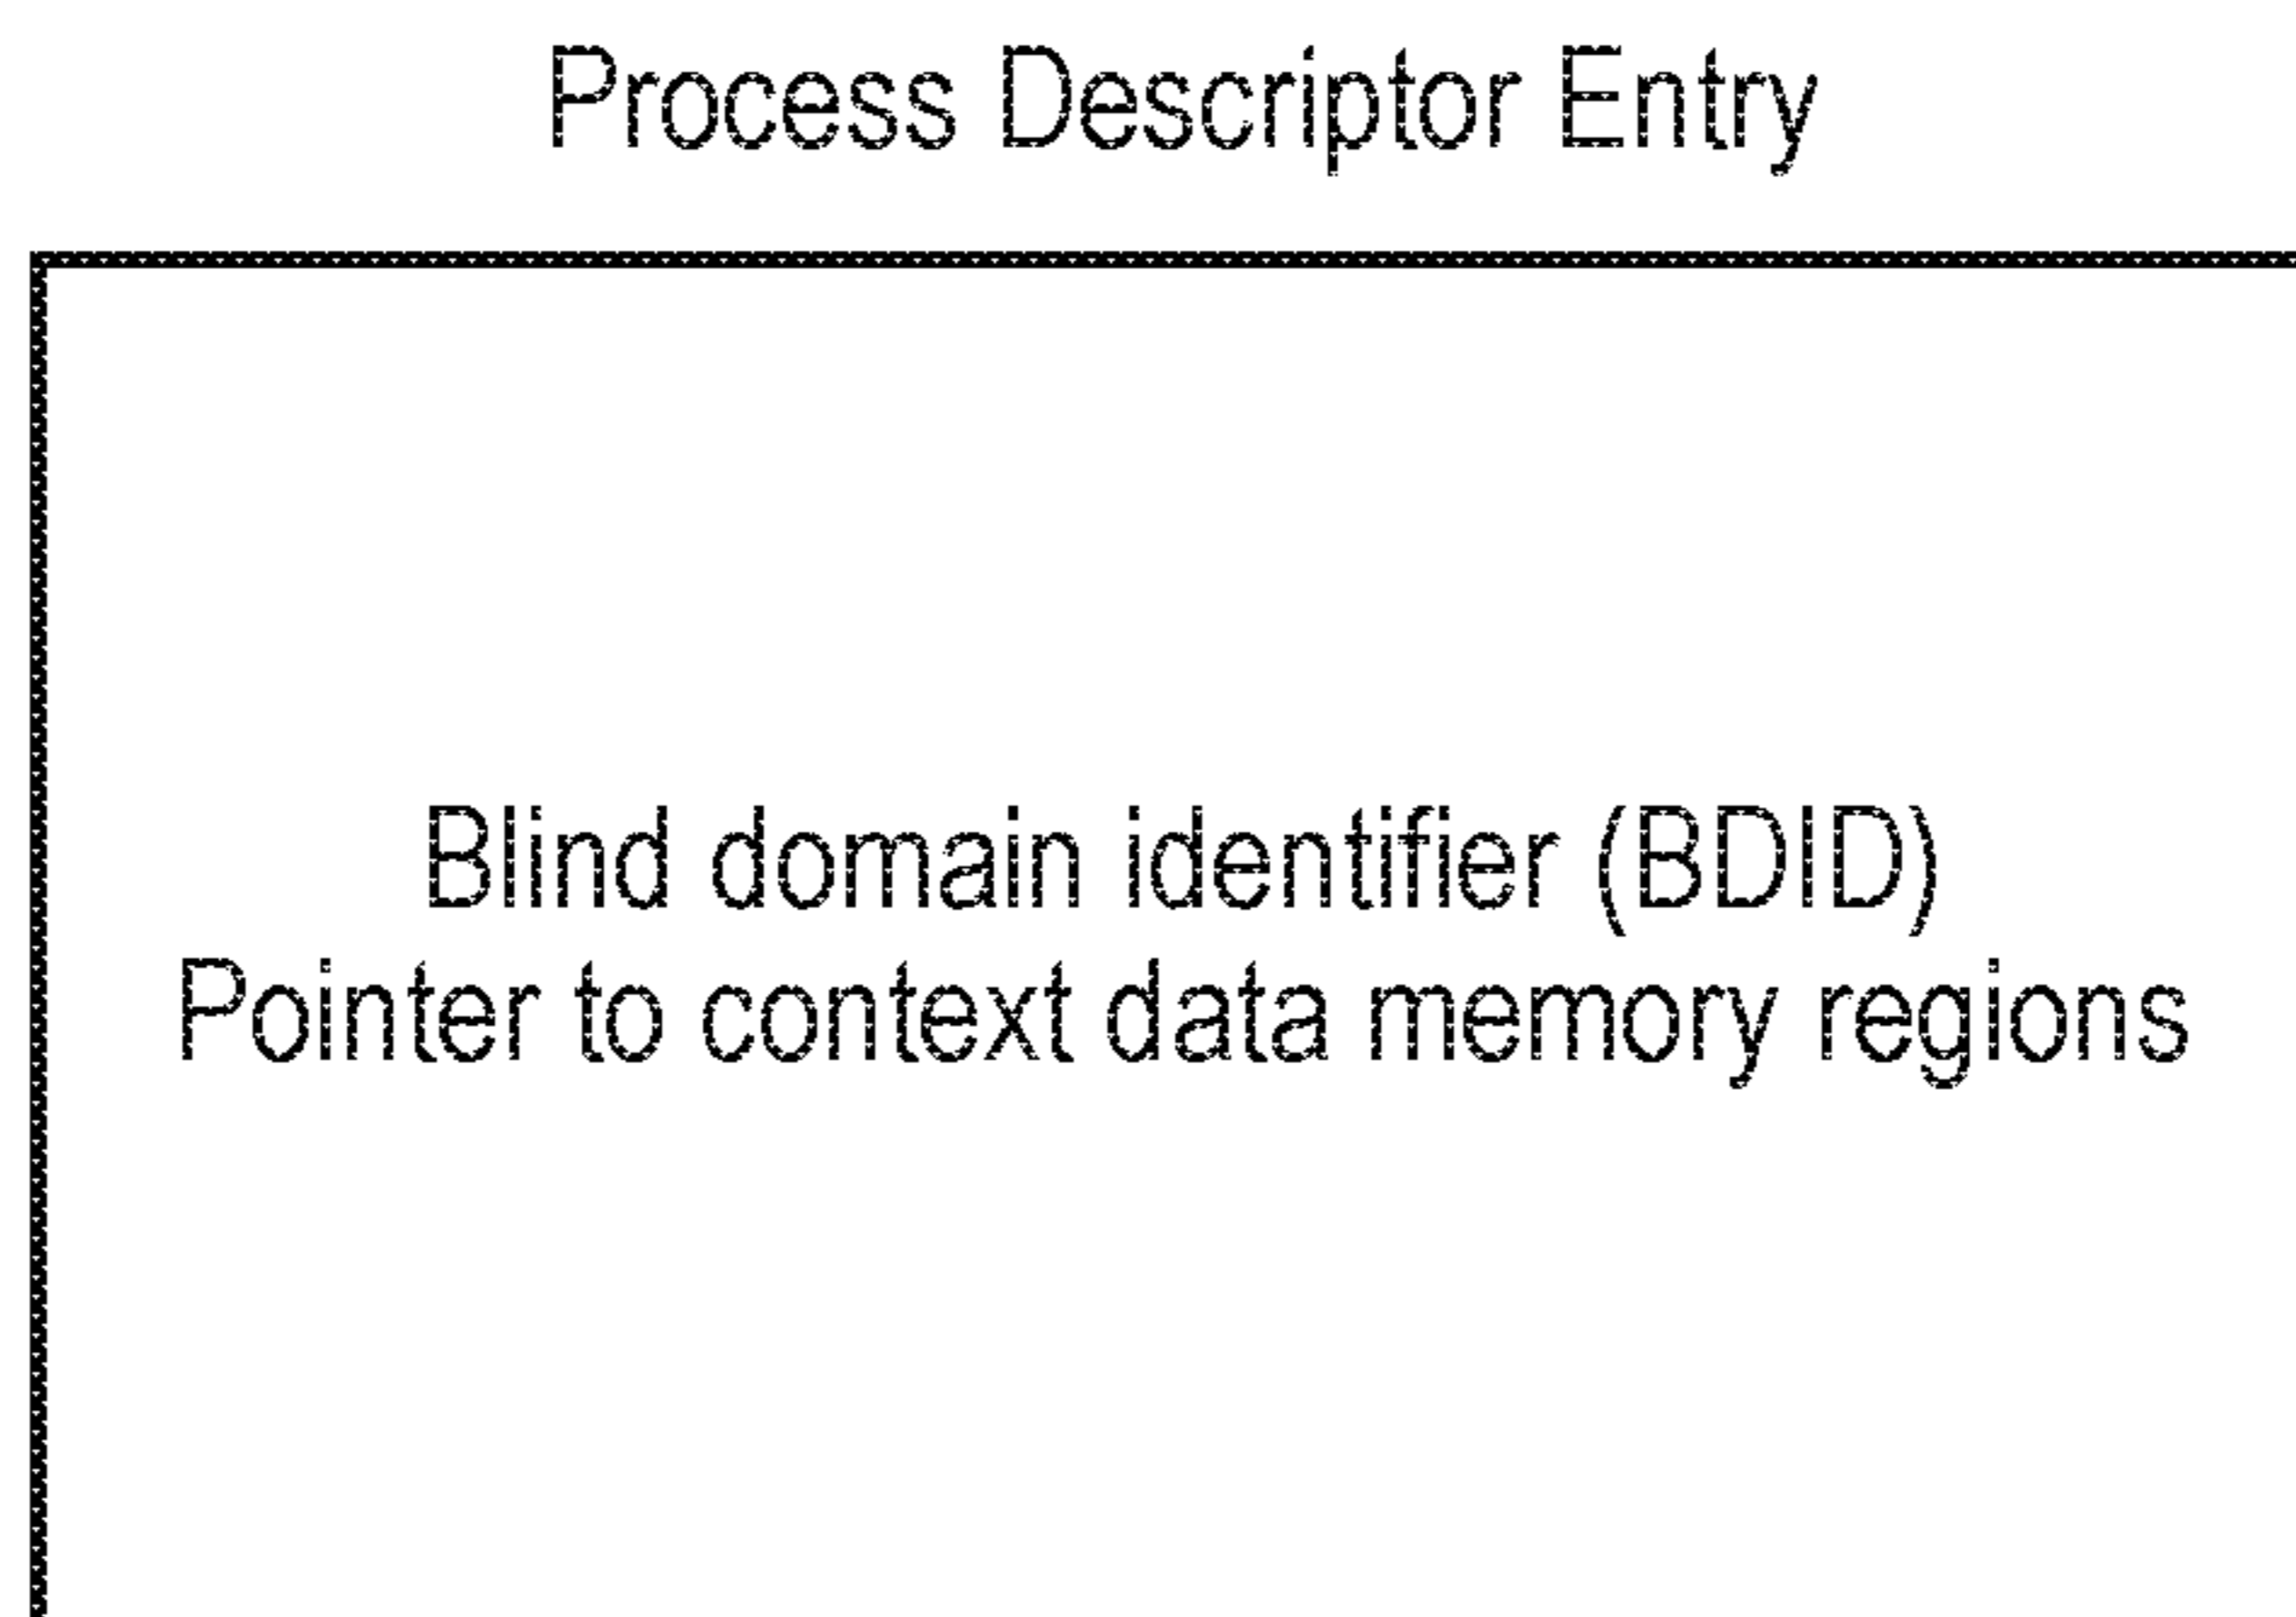 Process Descriptor Entry
Blind domain identifier (BDID)
Pointer to context data memory regions